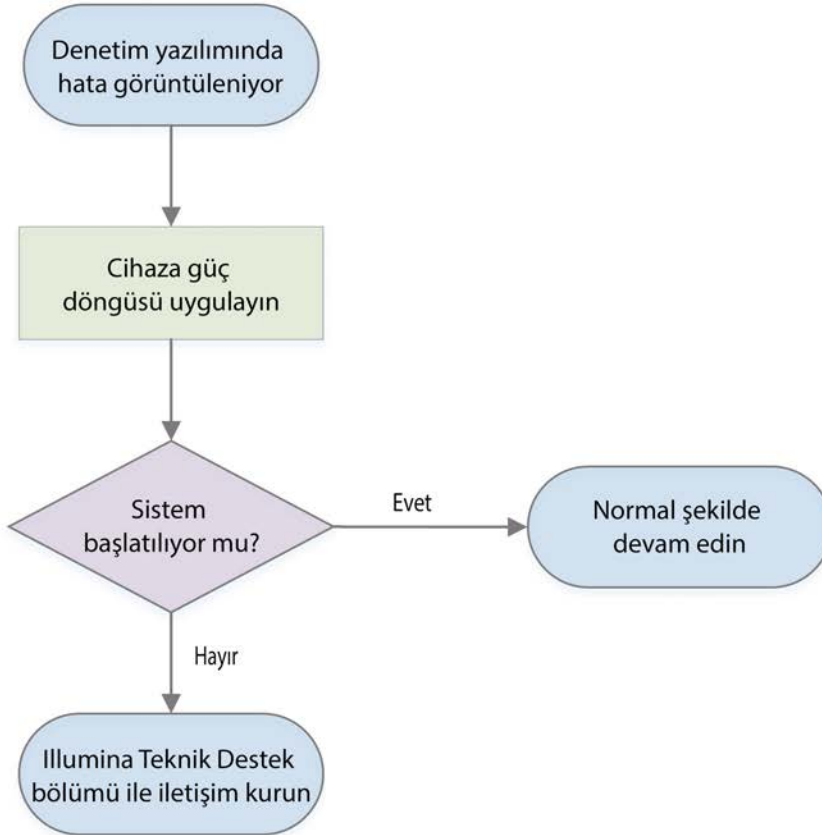 Denetim yazılımında
hata görüntüleniyor
Cihaza güç
döngüsü uygulayın
Sistem
başlatılıyor mu?
Evet
Normal şekilde
devam edin
Hayır
Illumina Teknik Destek
bölümü ile iletişim kurun